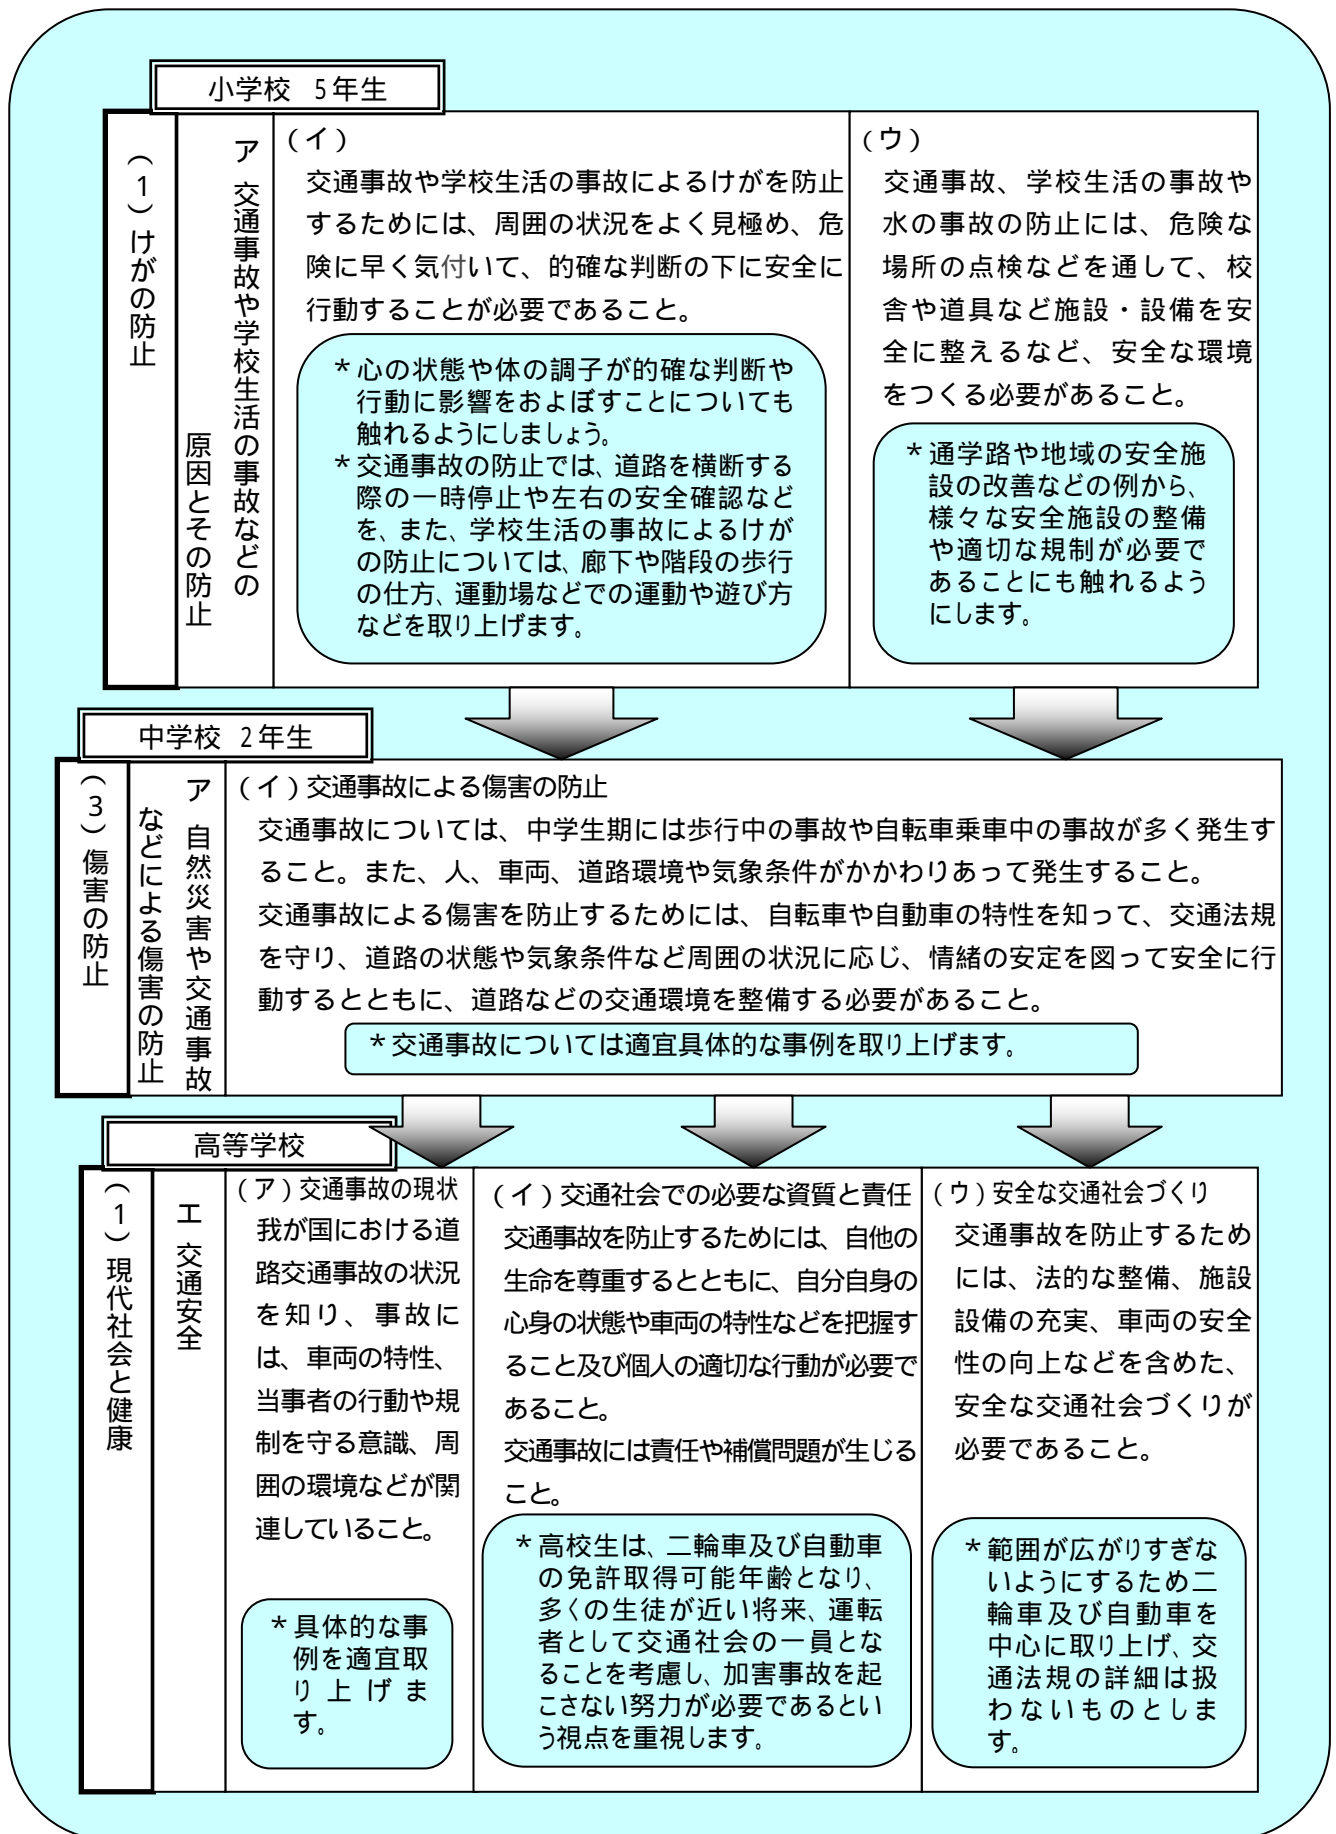 小学校 5年生
(1)けがの防止
ア 交通事故や学校生活の事故などの
原因とその防止
(イ)
交通事故や学校生活の事故によるけがを防止
するためには、周囲の状況をよく見極め、危
険に早く気付いて、的確な判断の下に安全に
行動することが必要であること。
*心の状態や体の調子が的確な判断や
行動に影響をおよぼすことについても
触れるようにしましょう。
*交通事故の防止では、道路を横断する
際の一時停止や左右の安全確認など
を、また、学校生活の事故によるけが
の防止については、廊下や階段の歩行
の仕方、運動場などでの運動や遊び方
などを取り上げます。
(ウ)
交通事故、学校生活の事故や
水の事故の防止には、危険な
場所の点検などを通して、校
舎や道具など施設・設備を安
全に整えるなど、安全な環境
をつくる必要があること。
*通学路や地域の安全施
設の改善などの例から、
様々な安全施設の整備
や適切な規制が必要で
あることにも触れるよう
にします。
中学校 2年生
(3)傷害の防止
ア 自然災害や交通事故
などによる傷害の防止
(イ)交通事故による傷害の防止
交通事故については、中学生期には歩行中の事故や自転車乗車中の事故が多く発生す
ること。また、人、車両、道路環境や気象条件がかかわりあって発生すること。
交通事故による傷害を防止するためには、自転車や自動車の特性を知って、交通法規
を守り、道路の状態や気象条件など周囲の状況に応じ、情緒の安定を図って安全に行
動するとともに、道路などの交通環境を整備する必要があること。
*交通事故については適宜具体的な事例を取り上げます。
高等学校
(1)現代社会と健康
エ 交通安全
(ア)交通事故の現状
我が国における道
路交通事故の状況
を知り、事故に
は、車両の特性、
当事者の行動や規
制を守る意識、周
囲の環境などが関
連していること。
*具体的な事
例を適宜取
り上げま
す。
(イ)交通社会での必要な資質と責任
交通事故を防止するためには、自他の
生命を尊重するとともに、自分自身の
心身の状態や車両の特性などを把握す
ること及び個人の適切な行動が必要で
あること。
交通事故には責任や補償問題が生じる
こと。
*高校生は、二輪車及び自動車
の免許取得可能年齢となり、
多くの生徒が近い将来、運転
者として交通社会の一員とな
ることを考慮し、加害事故を起
こさない努力が必要であるとい
う視点を重視します。
(ウ)安全な交通社会づくり
交通事故を防止するため
には、法的な整備、施設
設備の充実、車両の安全
性の向上などを含めた、
安全な交通社会づくりが
必要であること。
*範囲が広がりすぎな
いようにするため二
輪車及び自動車を
中心に取り上げ、交
通法規の詳細は扱
わないものとしま
す。